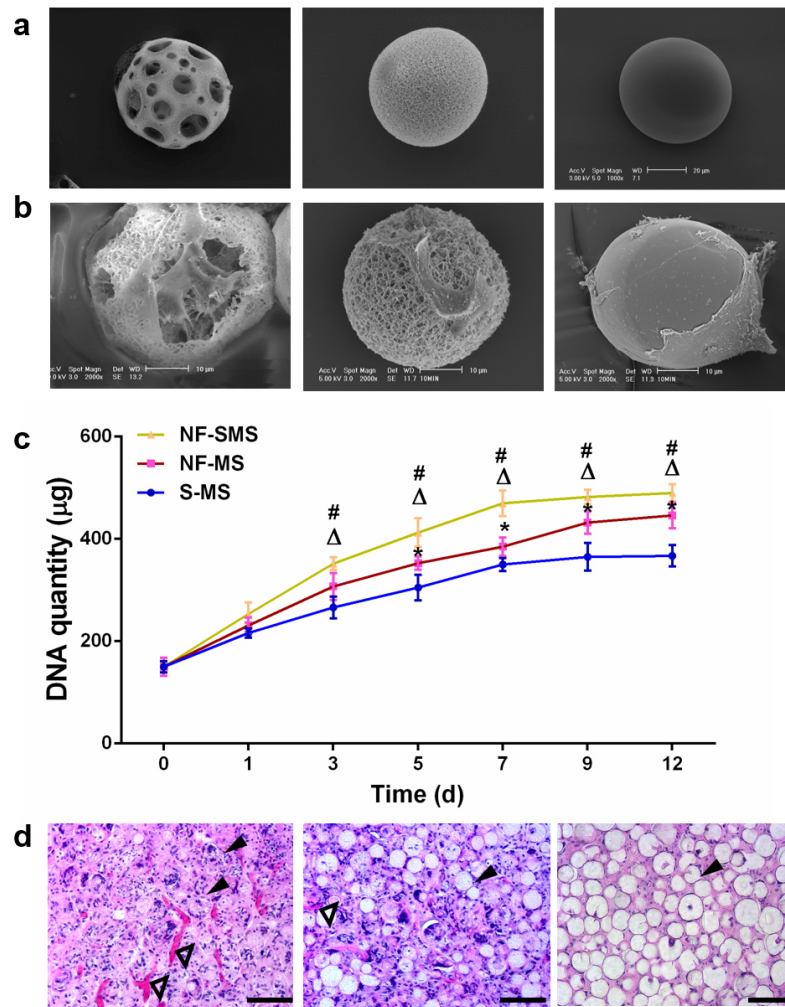 a
Acc.V Spot Magn WD 20 µm
0.00 kV 5.0 1000x 7.1
b
Acc.V Spot Magn Det WD 10 µm
0 kV 3.0 2000x SE 13.2
Acc.V Spot Magn Det WD 10 µm
5.00 kV 3.0 2000x SE 11.7 10MIN
Acc.V Spot Magn Det WD 10 µm
5.00 kV 3.0 2000x SE 11.3 10MIN
c
NF-SMS
NF-MS
S-MS
# # # # #
Δ Δ Δ Δ Δ
* * * *
DNA quantity (µg)
600
400
200
0
0 1 3 5 7 9 12
Time (d)
d